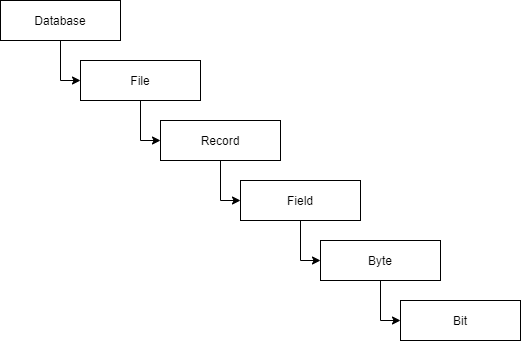 Database
File
Record
Field
Byte
Bit